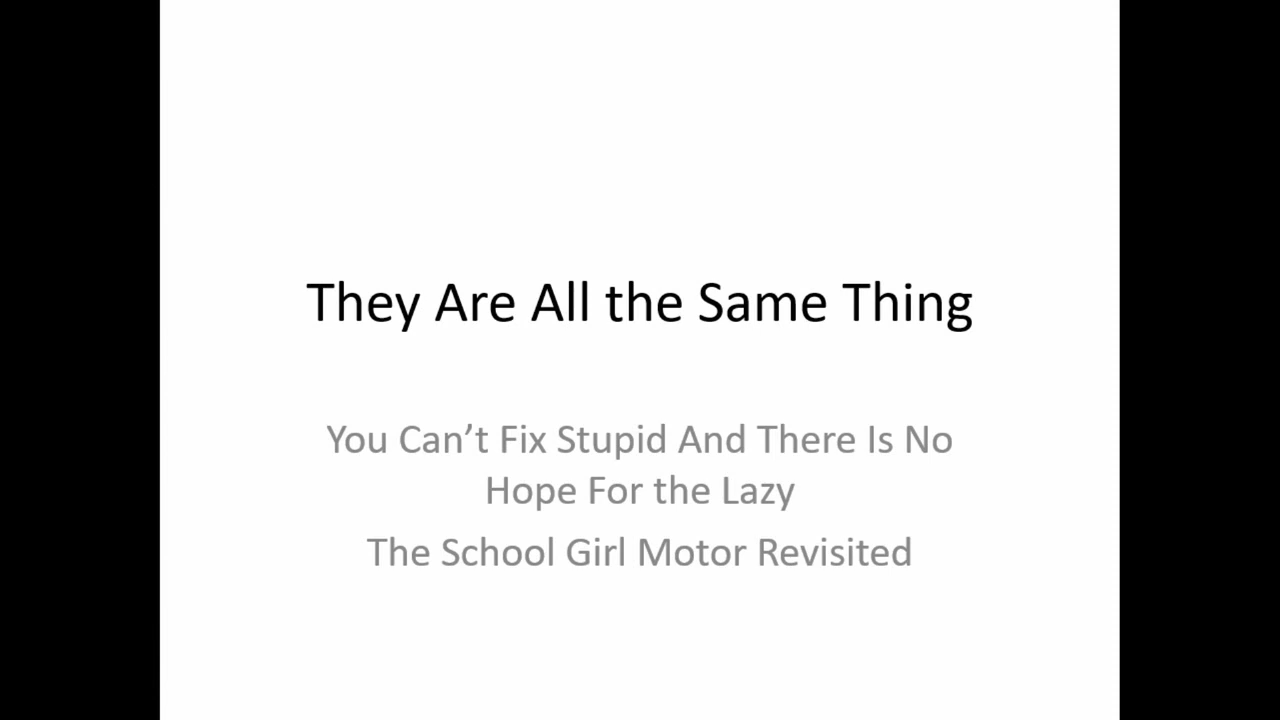 They Are All the Same Thing
You Can’t Fix Stupid And There Is No
Hope For the Lazy
The School Girl Motor Revisited